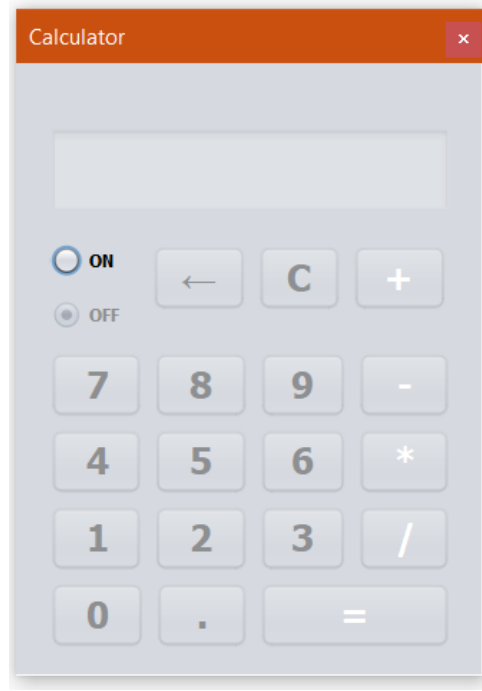 Calculator ×
ON ← C +
OFF
7 8 9 -
4 5 6 *
1 2 3 /
0 . =